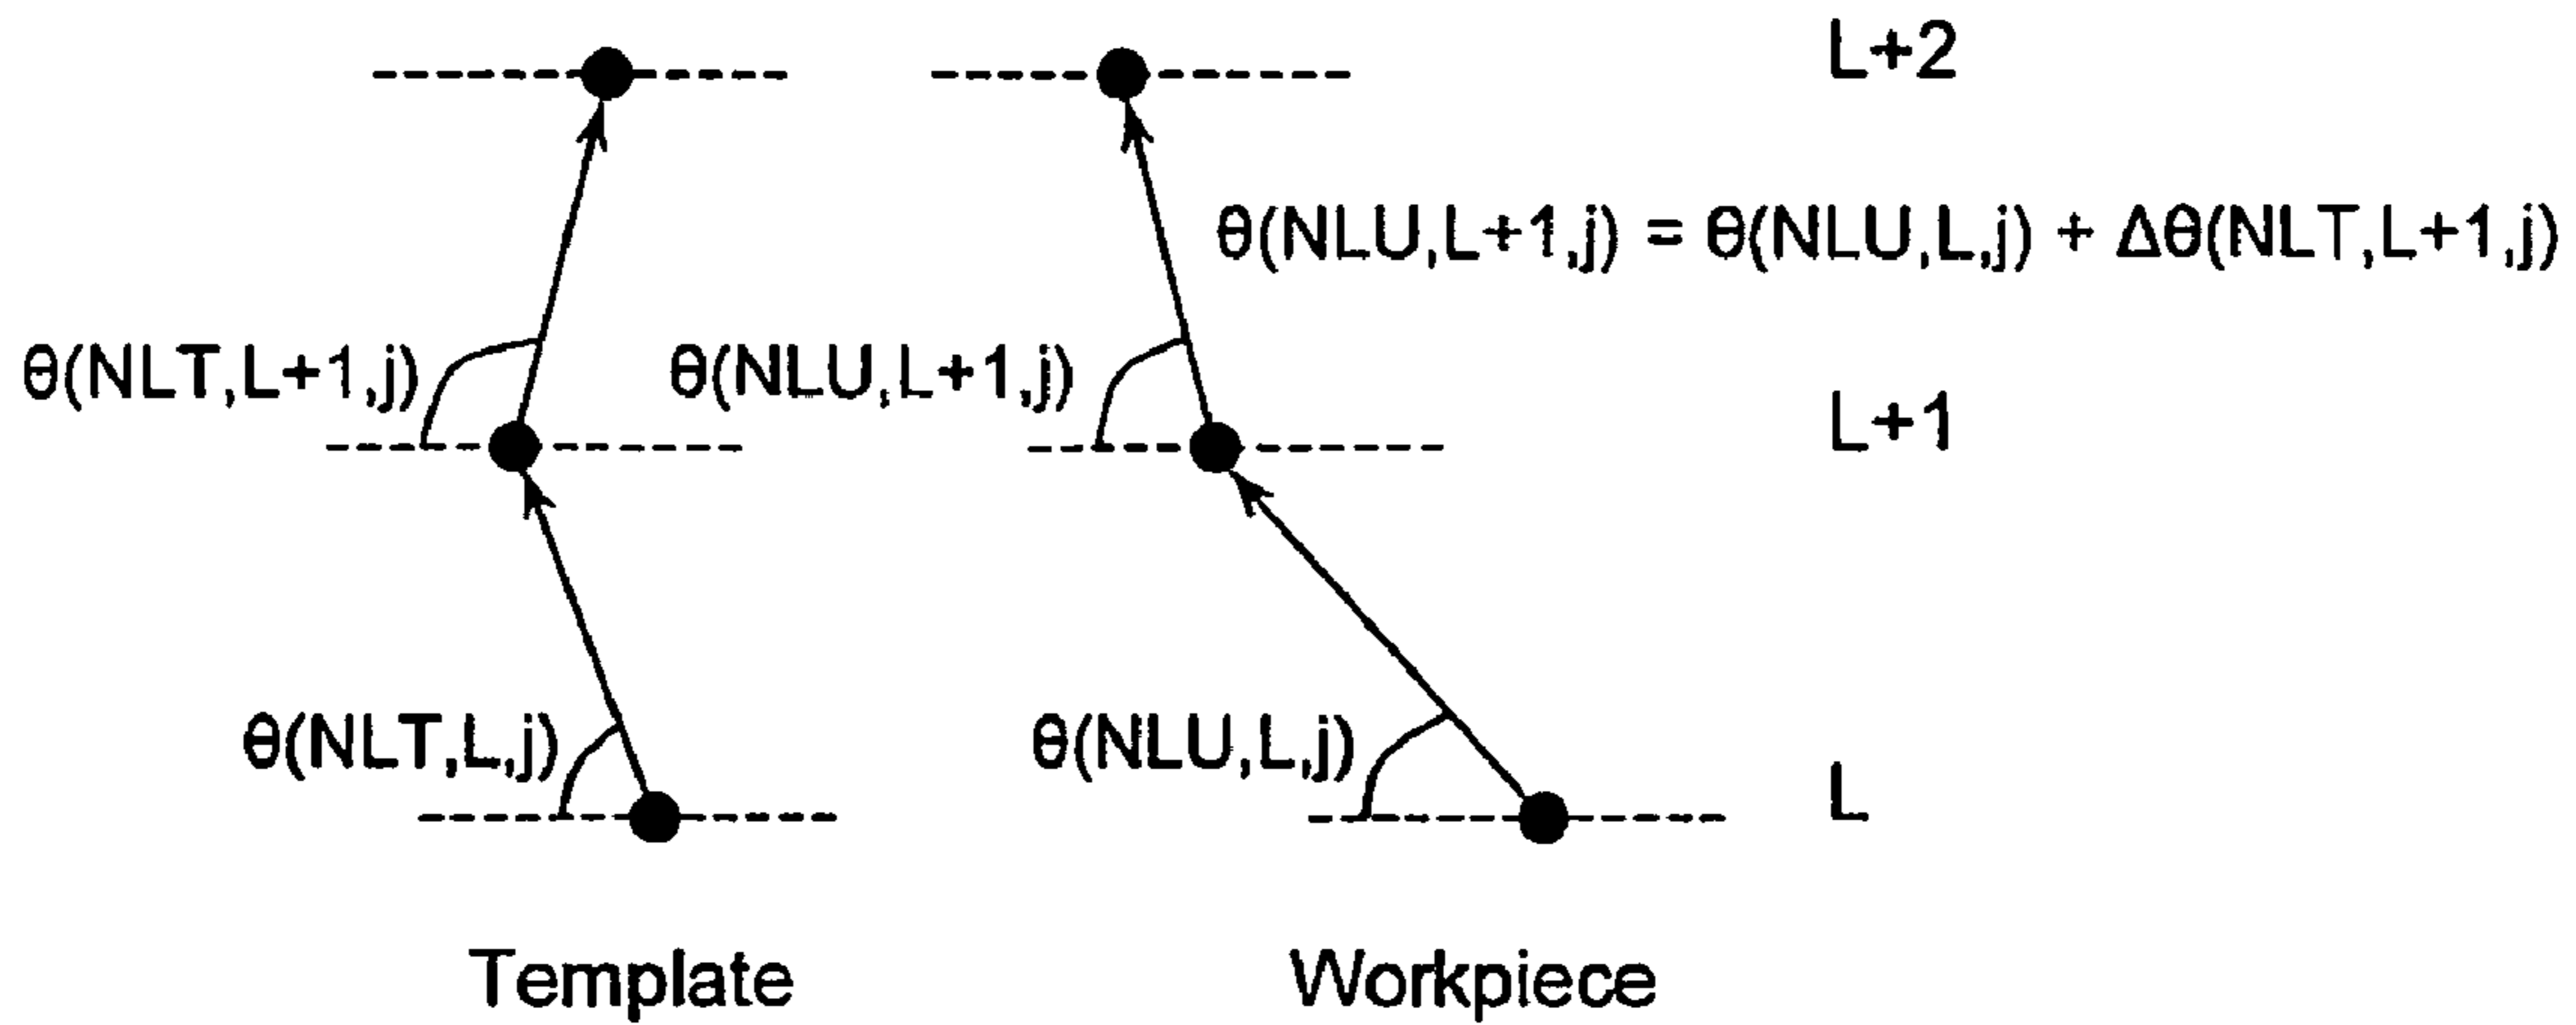 L+2
θ(NLU,L+1,j) = θ(NLU,L,j) + Δθ(NLT,L+1,j)
θ(NLT,L+1,j) θ(NLU,L+1,j)
L+1
θ(NLT,L,j) θ(NLU,L,j)
L
Template Workpiece